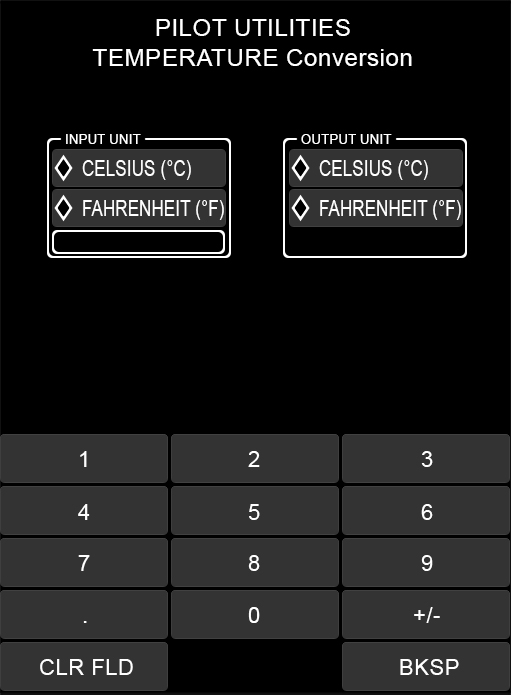 PILOT UTILITIES
TEMPERATURE Conversion
INPUT UNIT
CELSIUS (°C)
FAHRENHEIT (°F)
OUTPUT UNIT
CELSIUS (°C)
FAHRENHEIT (°F)
1 2 3
4 5 6
7 8 9
. 0 +/-
CLR FLD BKSP